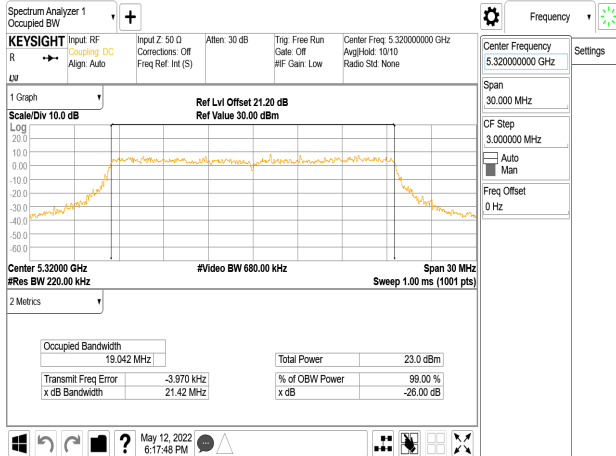 Spectrum Analyzer 1
Occupied BW
Frequency
KEYSIGHT
R
LXI
Input: RF
Coupling: DC
Align: Auto
Input Z: 50 Ω
Corrections: Off
Freq Ref: Int (S)
Atten: 30 dB
Trig: Free Run
Gate: Off
#IF Gain: Low
Center Freq: 5.320000000 GHz
Avg|Hold: 10/10
Radio Std: None
Center Frequency
5.320000000 GHz
Settings
Span
30.000 MHz
CF Step
3.000000 MHz
Auto
Man
Freq Offset
0 Hz
1 Graph
Scale/Div 10.0 dB
Ref Lvl Offset 21.20 dB
Ref Value 30.00 dBm
Log
20.0
10.0
0.00
-10.0
-20.0
-30.0
-40.0
-50.0
-60.0
Center 5.32000 GHz
#Res BW 220.00 kHz
#Video BW 680.00 kHz
Span 30 MHz
Sweep 1.00 ms (1001 pts)
2 Metrics
Occupied Bandwidth
19.042 MHz
Total Power 23.0 dBm
Transmit Freq Error -3.970 kHz
% of OBW Power 99.00 %
x dB Bandwidth 21.42 MHz
x dB -26.00 dB
May 12, 2022
6:17:48 PM